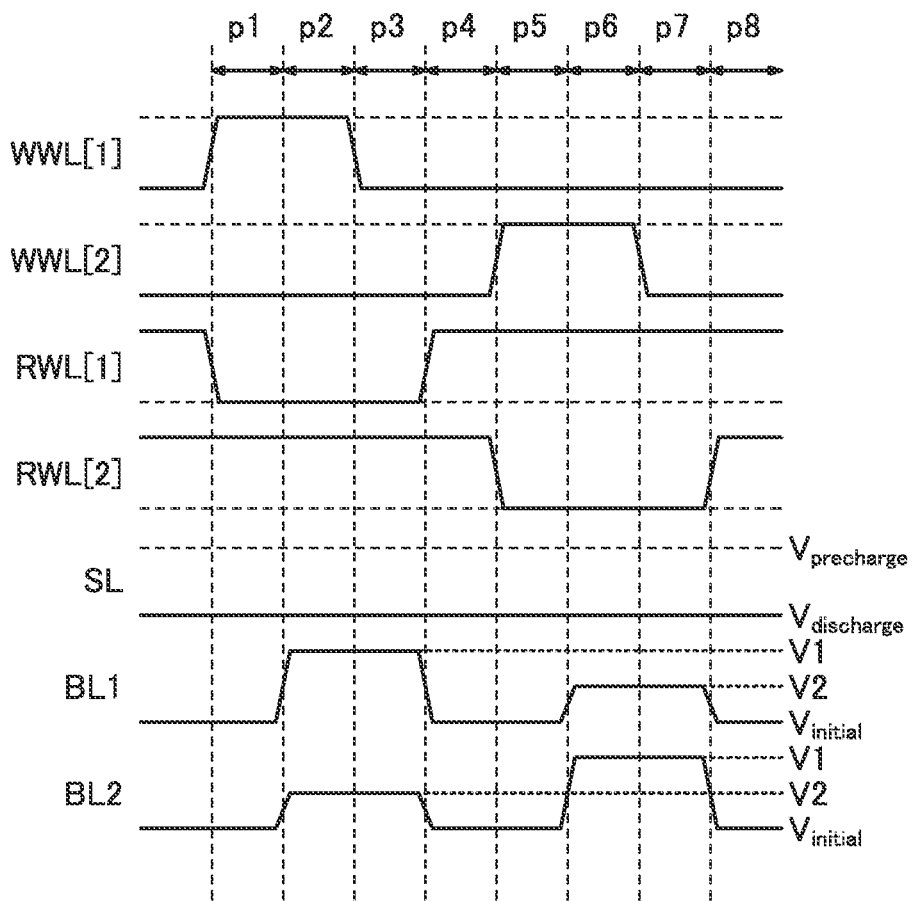 p1 p2 p3 p4 p5 p6 p7 p8
WWL[1]
WWL[2]
RWL[1]
RWL[2]
Vprecharge
SL
Vdischarge
V1
BL1
V2
Vinitial
V1
BL2
V2
Vinitial